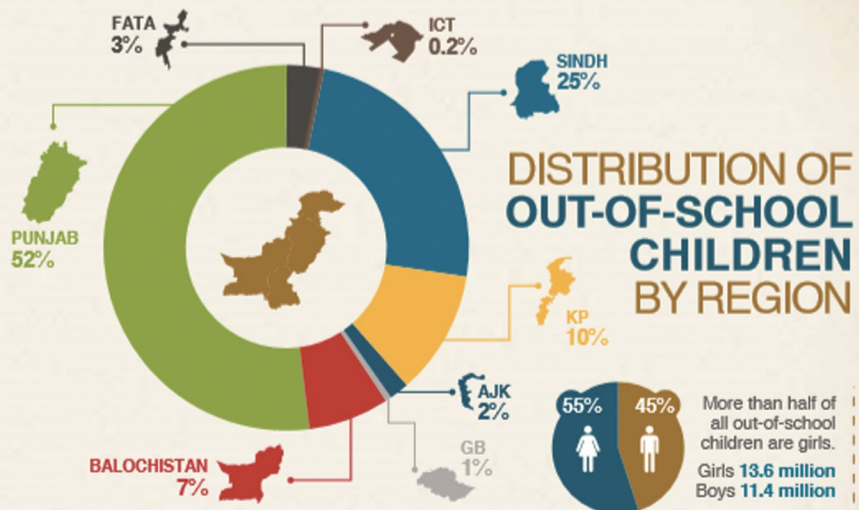 FATA
3%
ICT
0.2%
SINDH
25%
PUNJAB
52%
DISTRIBUTION OF
OUT-OF-SCHOOL
CHILDREN
BY REGION
KP
10%
AJK
2%
GB
1%
BALOCHISTAN
7%
55%
45%
More than half of
all out-of-school
children are girls.
Girls 13.6 million
Boys 11.4 million